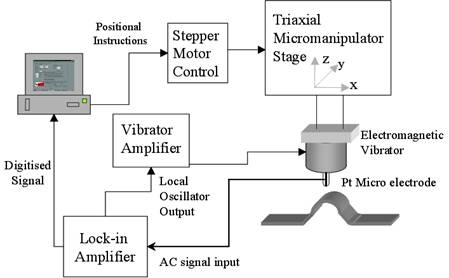 Positional
Instructions
Stepper
Motor
Control
Triaxial
Micromanipulator
Stage
z
y
x
Vibrator
Amplifier
Electromagnetic
Vibrator
Digitised
Signal
Local
Oscillator
Output
Pt Micro electrode
Lock-in
Amplifier
AC signal input